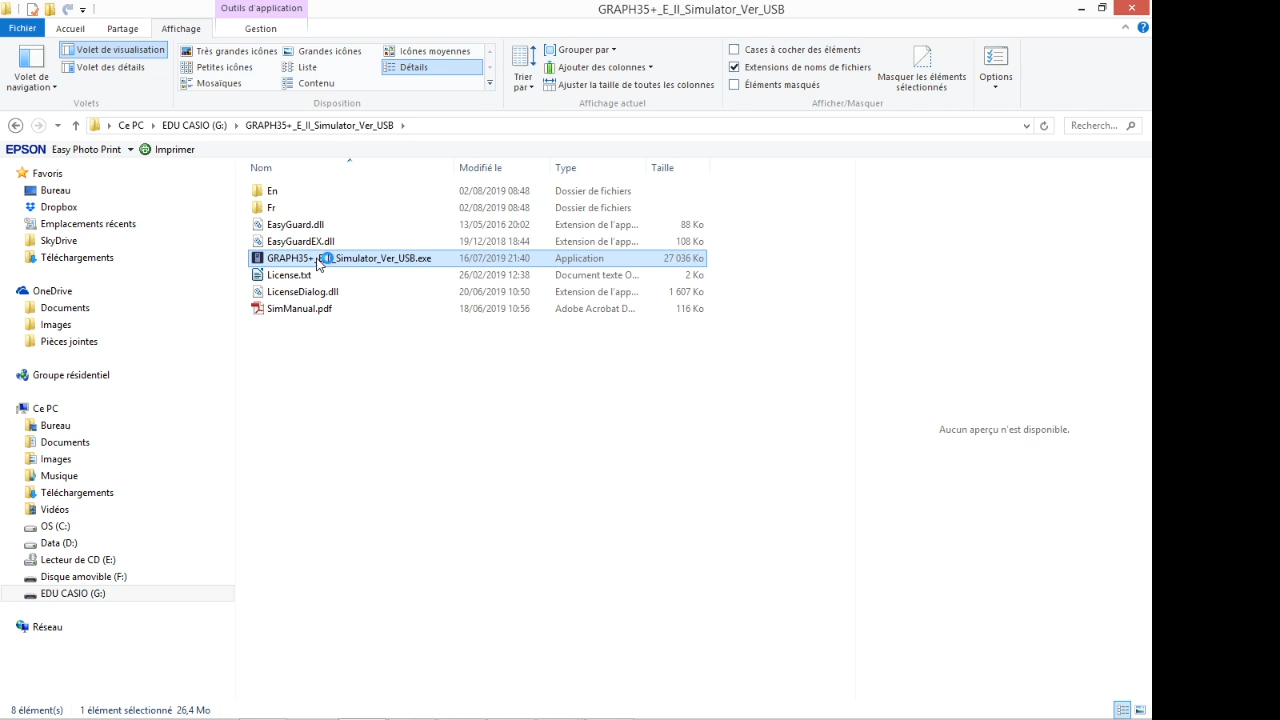 Outils d'application
GRAPH35+_E_II_Simulator_Ver_USB
Fichier Accueil Partage Affichage Gestion
Volet de navigation
Volet de visualisation
Volet des détails
Volets
Très grandes icônes Grandes icônes Icônes moyennes
Petites icônes Liste Détails
Mosaïques Contenu
Disposition
Trier par
Grouper par
Ajouter des colonnes
Ajuster la taille de toutes les colonnes
Affichage actuel
Cases à cocher des éléments
Extensions de noms de fichiers
Éléments masqués
Masquer les éléments sélectionnés
Afficher/Masquer
Options
Ce PC EDU CASIO (G:) GRAPH35+_E_II_Simulator_Ver_USB
Recherch...
EPSON Easy Photo Print Imprimer
Favoris
Bureau
Dropbox
Emplacements récents
SkyDrive
Téléchargements
OneDrive
Documents
Images
Pièces jointes
Groupe résidentiel
Ce PC
Bureau
Documents
Images
Musique
Téléchargements
Vidéos
OS (C:)
Data (D:)
Lecteur de CD (E:)
Disque amovible (F:)
EDU CASIO (G:)
Réseau
Nom Modifié le Type Taille
En 02/08/2019 08:48 Dossier de fichiers
Fr 02/08/2019 08:48 Dossier de fichiers
EasyGuard.dll 13/05/2016 20:02 Extension de l'app... 88 Ko
EasyGuardEX.dll 19/12/2018 18:44 Extension de l'app... 108 Ko
GRAPH35+_E_II_Simulator_Ver_USB.exe 16/07/2019 21:40 Application 27 036 Ko
License.txt 26/02/2019 12:38 Document texte O... 2 Ko
LicenseDialog.dll 20/06/2019 10:50 Extension de l'app... 1 607 Ko
SimManual.pdf 18/06/2019 10:56 Adobe Acrobat D... 116 Ko
Aucun aperçu n'est disponible.
8 élément(s) 1 élément sélectionné 26,4 Mo